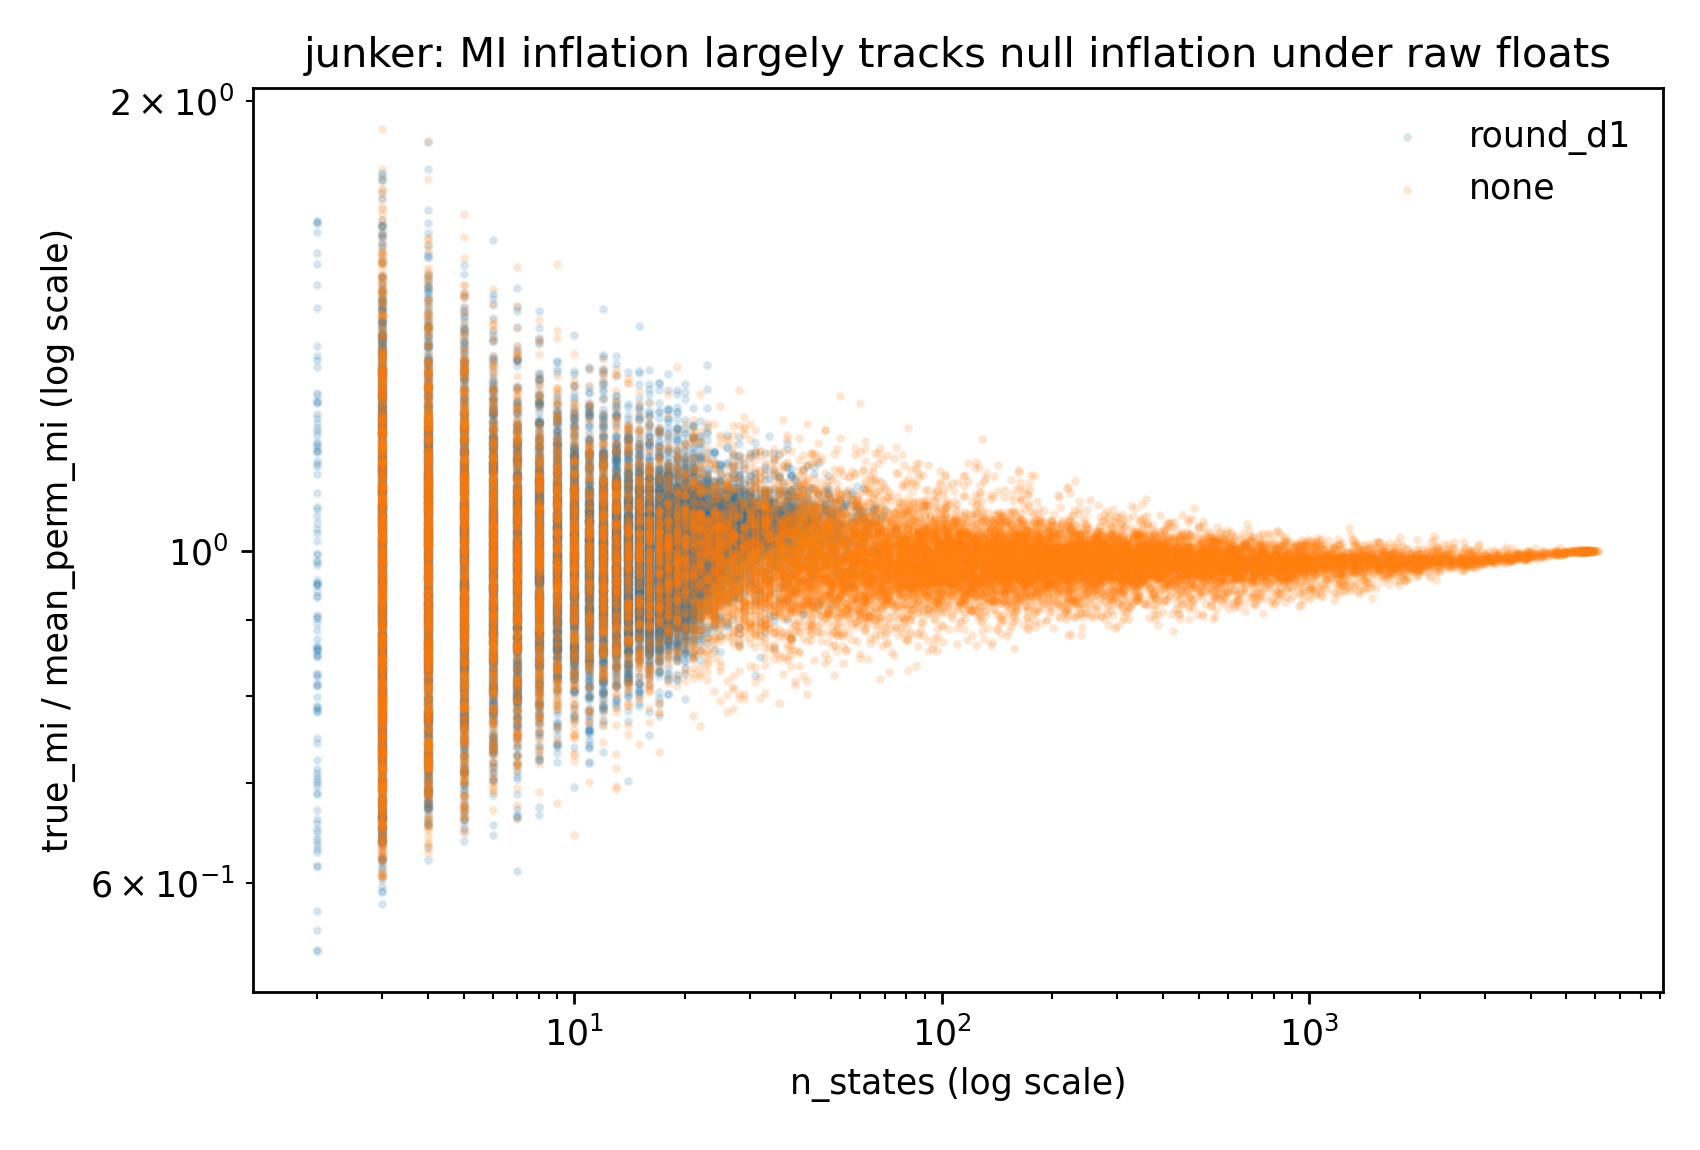 junker: MI inflation largely tracks null inflation under raw floats
2 × 10⁰
10⁰
6 × 10⁻¹
true_mi / mean_perm_mi (log scale)
round_d1
none
10¹
10²
10³
n_states (log scale)